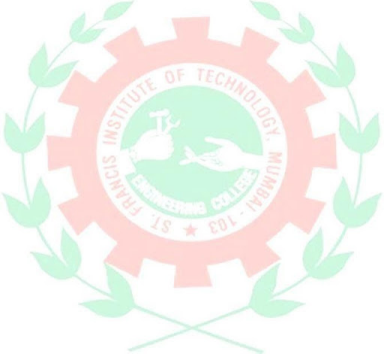 ST. FRANCIS INSTITUTE OF TECHNOLOGY, MUMBAI - 103
ENGINEERING COLLEGE